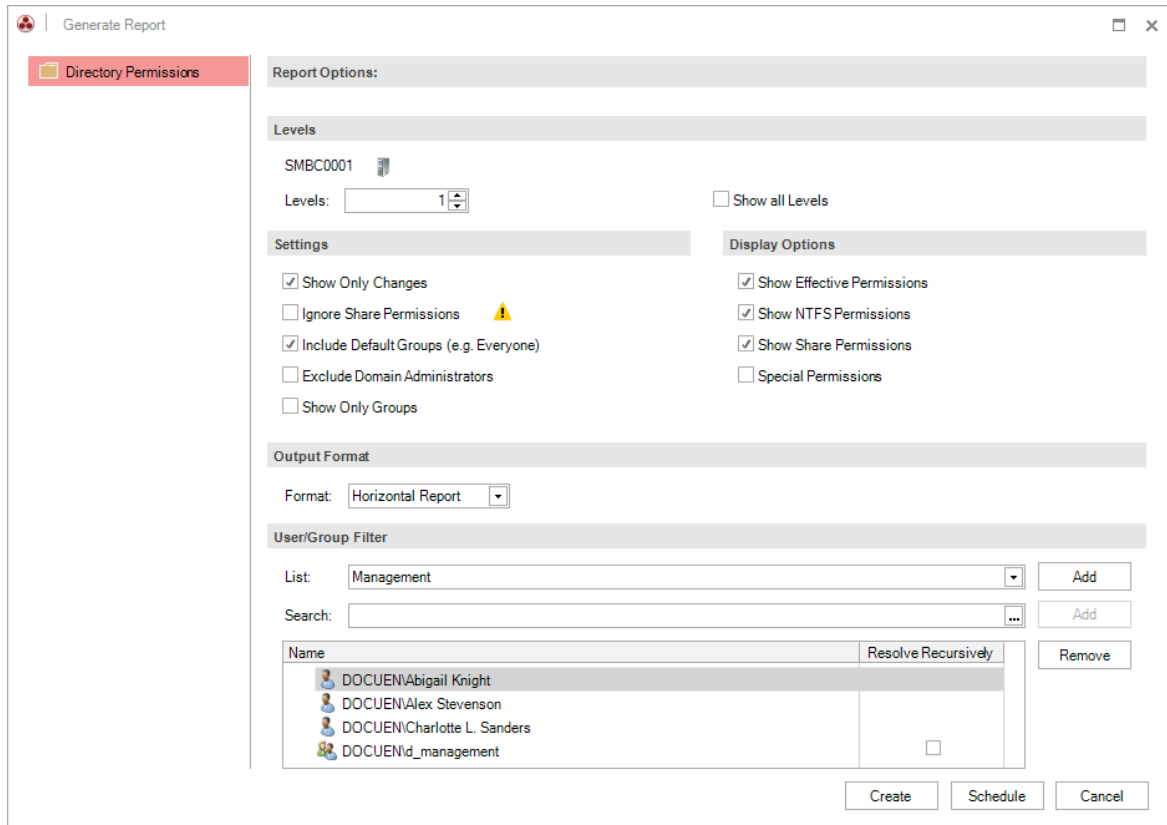 Generate Report
Directory Permissions
Report Options:
Levels
SMBC0001
Levels: 1 Show all Levels
Settings Display Options
Show Only Changes Show Effective Permissions
Ignore Share Permissions Show NTFS Permissions
Include Default Groups (e.g. Everyone) Show Share Permissions
Exclude Domain Administrators Special Permissions
Show Only Groups
Output Format
Format: Horizontal Report
User/Group Filter
List: Management Add
Search: ... Add
Name Resolve Recursively Remove
DOCUEN\Abigail Knight
DOCUEN\Alex Stevenson
DOCUEN\Charlotte L. Sanders
DOCUEN\d_management
Create Schedule Cancel